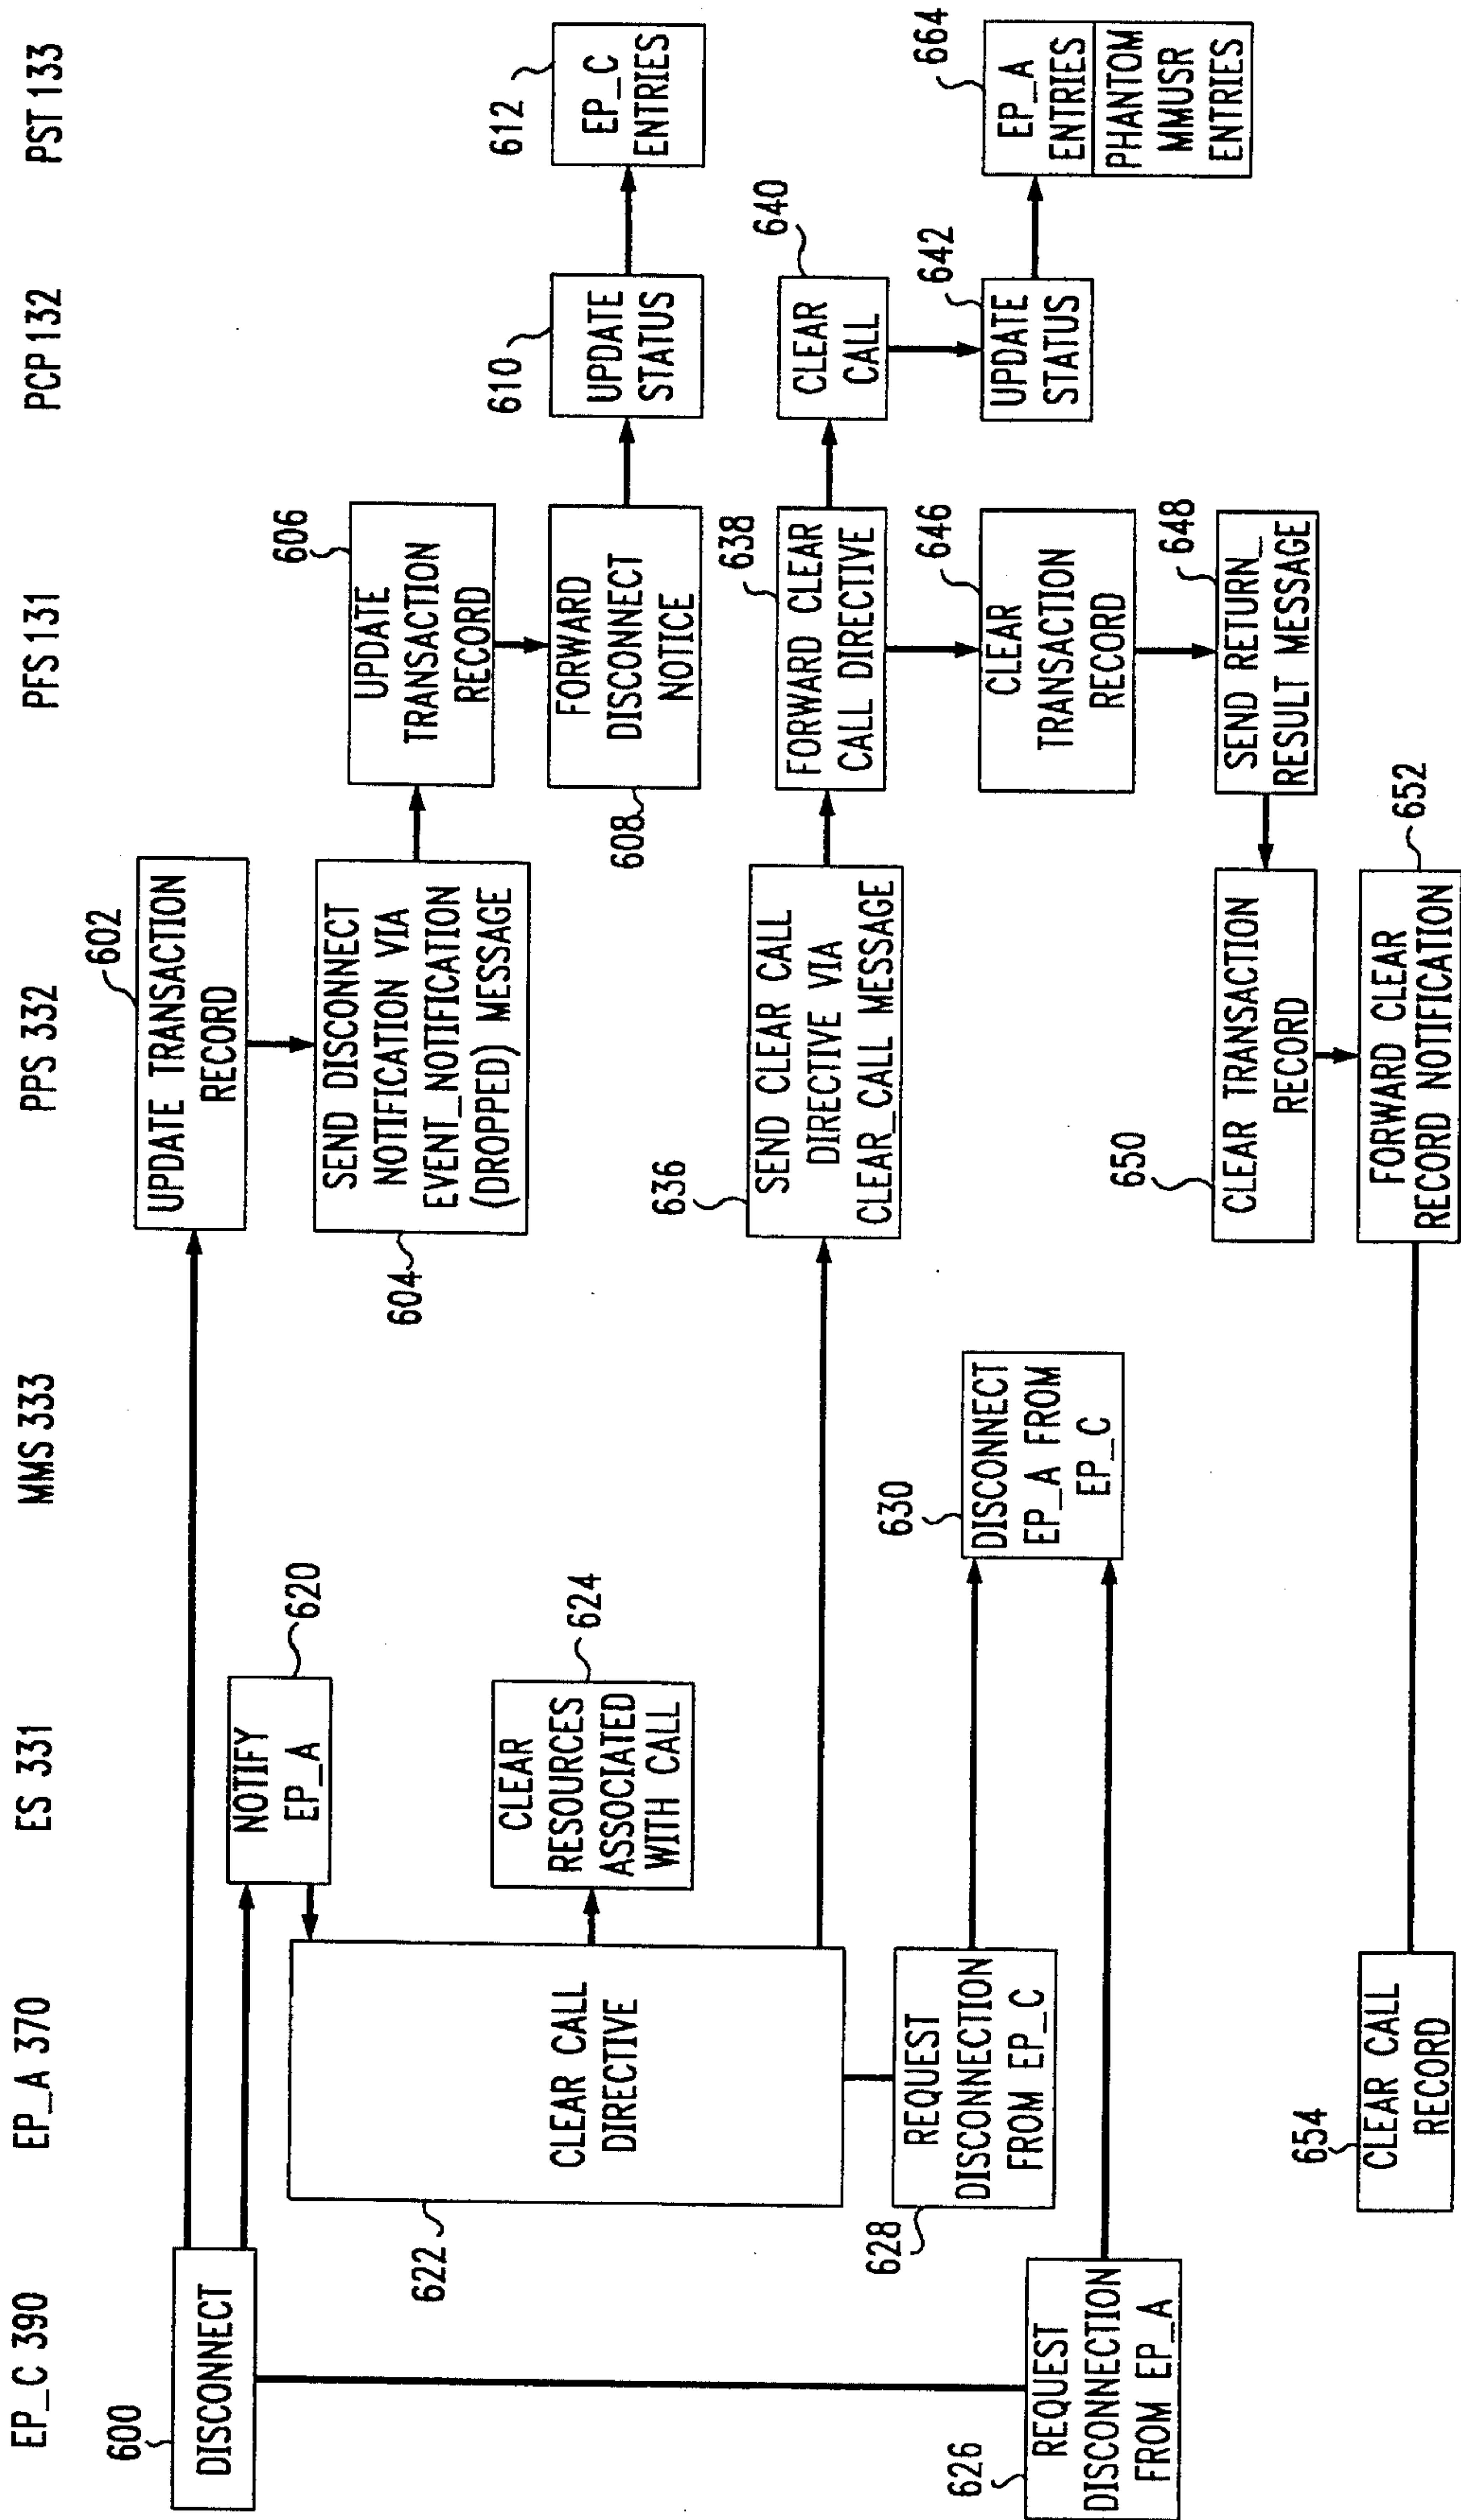 EP_C 390
EP_A 370
ES 331
MMS 333
PPS 332
PFS 131
PCP 132
PST 133
600
DISCONNECT
602
UPDATE TRANSACTION
RECORD
604
SEND DISCONNECT
NOTIFICATION VIA
EVENT_NOTIFICATION
(DROPPED) MESSAGE
606
UPDATE
TRANSACTION
RECORD
608
FORWARD
DISCONNECT
NOTICE
610
UPDATE
STATUS
612
EP_C
ENTRIES
620
NOTIFY
EP_A
622
CLEAR CALL
DIRECTIVE
624
CLEAR
RESOURCES
ASSOCIATED
WITH CALL
636
SEND CLEAR CALL
DIRECTIVE VIA
CLEAR_CALL MESSAGE
638
FORWARD CLEAR
CALL DIRECTIVE
640
CLEAR
CALL
642
UPDATE
STATUS
664
EP_A
ENTRIES
PHANTOM
MMUSR
ENTRIES
626
REQUEST
DISCONNECTION
FROM EP_A
628
REQUEST
DISCONNECTION
FROM EP_C
630
DISCONNECT
EP_A FROM
EP_C
646
CLEAR
TRANSACTION
RECORD
648
SEND RETURN_
RESULT MESSAGE
650
CLEAR TRANSACTION
RECORD
652
FORWARD CLEAR
RECORD NOTIFICATION
654
CLEAR CALL
RECORD